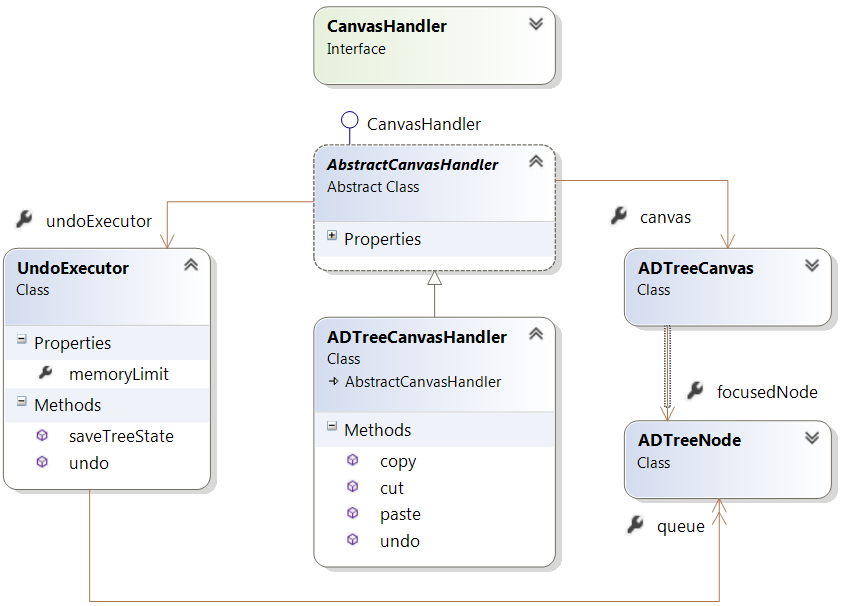 CanvasHandler
Interface
CanvasHandler
AbstractCanvasHandler
Abstract Class
Properties
undoExecutor
canvas
UndoExecutor
Class
Properties
memoryLimit
Methods
saveTreeState
undo
ADTreeCanvasHandler
Class
AbstractCanvasHandler
Methods
copy
cut
paste
undo
ADTreeCanvas
Class
focusedNode
ADTreeNode
Class
queue